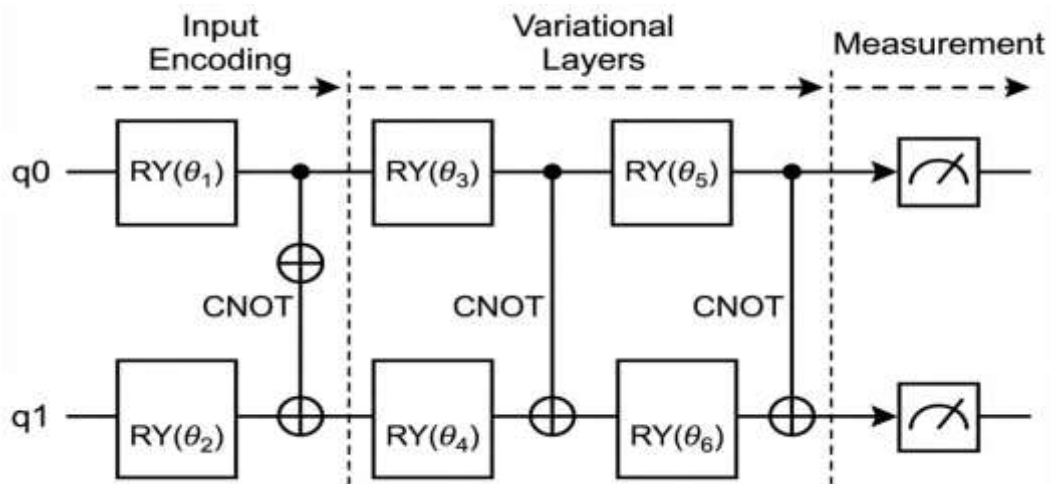 Input
Encoding
Variational
Layers
Measurement
q0
RY(θ₁)
RY(θ₃)
RY(θ₅)
CNOT
CNOT
CNOT
q1
RY(θ₂)
RY(θ₄)
RY(θ₆)